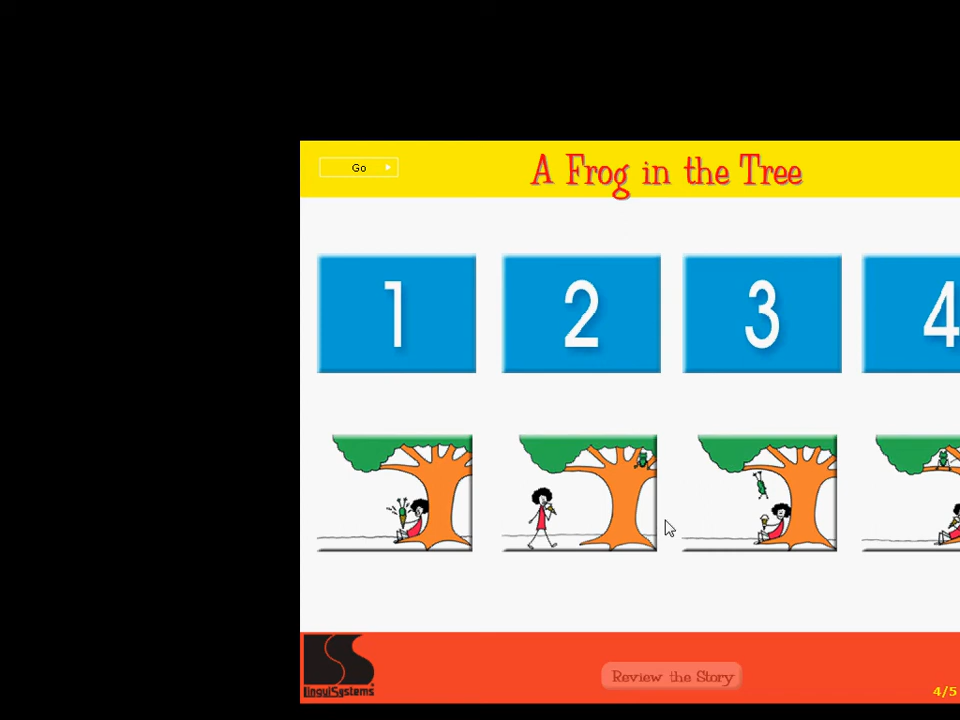 Go
A Frog in the Tree
1 2 3 4
LinguiSystems
Review the Story
4/5